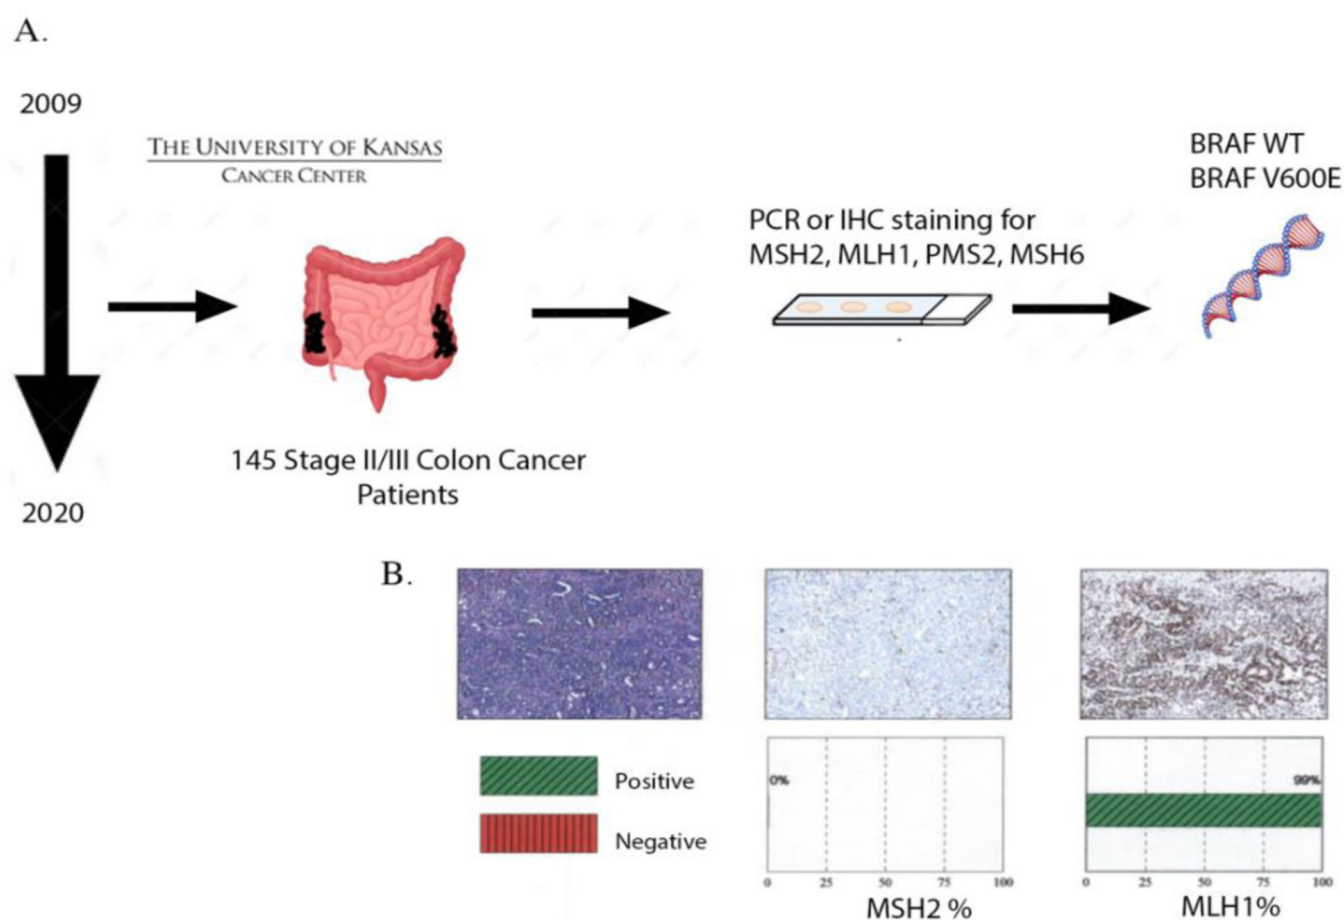 A.
2009
THE UNIVERSITY OF KANSAS
CANCER CENTER
BRAF WT
BRAF V600E
PCR or IHC staining for
MSH2, MLH1, PMS2, MSH6
145 Stage II/III Colon Cancer
Patients
2020
B.
Positive
Negative
0%
99%
0 25 50 75 100
0 25 50 75 100
MSH2 %
MLH1%